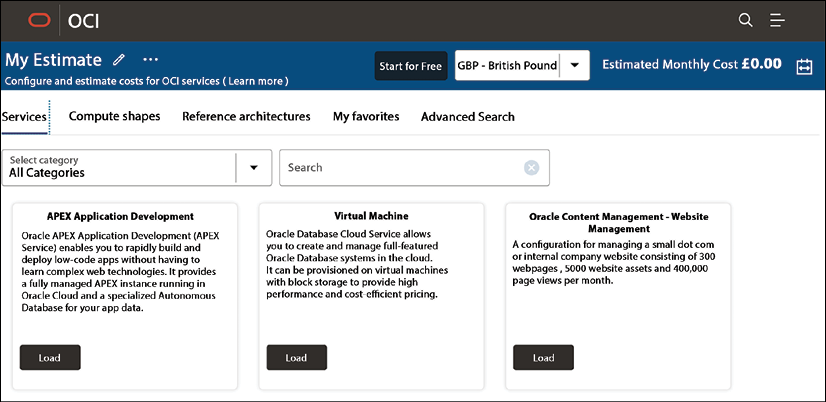 OCI
My Estimate
...
Configure and estimate costs for OCI services ( Learn more )
Start for Free
GBP - British Pound
Estimated Monthly Cost £0.00
Services
Compute shapes
Reference architectures
My favorites
Advanced Search
Select category
All Categories
Search
APEX Application Development
Oracle APEX Application Development (APEX
Service) enables you to rapidly build and
deploy low-code apps without having to
learn complex web technologies. It provides
a fully managed APEX instance running in
Oracle Cloud and a specialized Autonomous
Database for your app data.
Load
Virtual Machine
Oracle Database Cloud Service allows
you to create and manage full-featured
Oracle Database systems in the cloud.
It can be provisioned on virtual machines
with block storage to provide high
performance and cost-efficient pricing.
Load
Oracle Content Management - Website
Management
A configuration for managing a small dot com
or internal company website consisting of 300
webpages , 5000 website assets and 400,000
page views per month.
Load